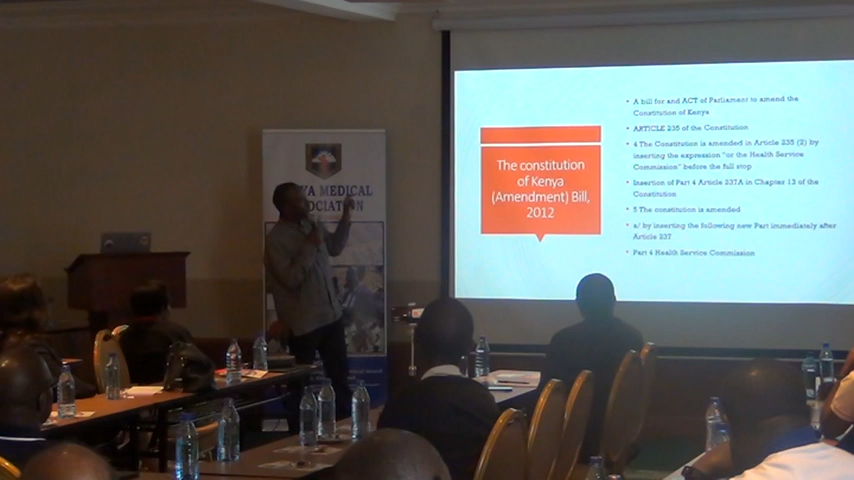 YA MEDICAL
SOCIATION
The constitution
of Kenya
(Amendment) Bill,
2012
• A bill for and ACT of Parliament to amend the
Constitution of Kenya
• ARTICLE 235 of the Constitution
• 4 The Constitution is amended in Article 235 (2) by
inserting the expression "or the Health Service
Commission" before the full stop
• Insertion of Part 4 Article 237A in Chapter 13 of the
Constitution
• 5 The constitution is amended
• a/ by inserting the following new Part immediately after
Article 237
• Part 4 Health Service Commission